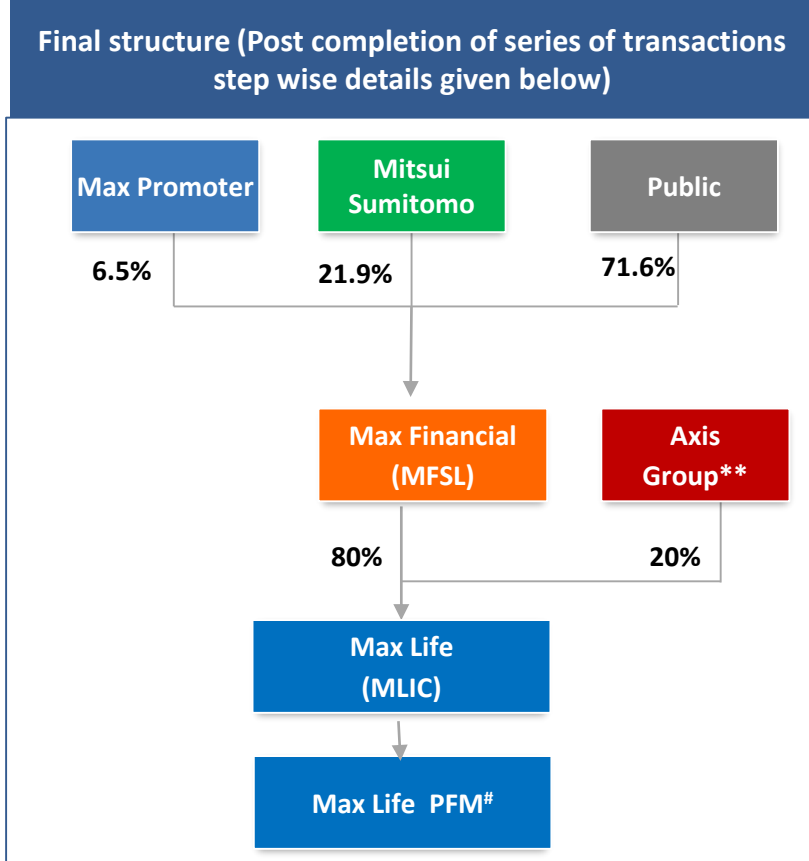 Final structure (Post completion of series of transactions
step wise details given below)
Max Promoter
Mitsui
Sumitomo
Public
6.5%
21.9%
71.6%
Max Financial
(MFSL)
Axis
Group**
80%
20%
Max Life
(MLIC)
Max Life PFM#